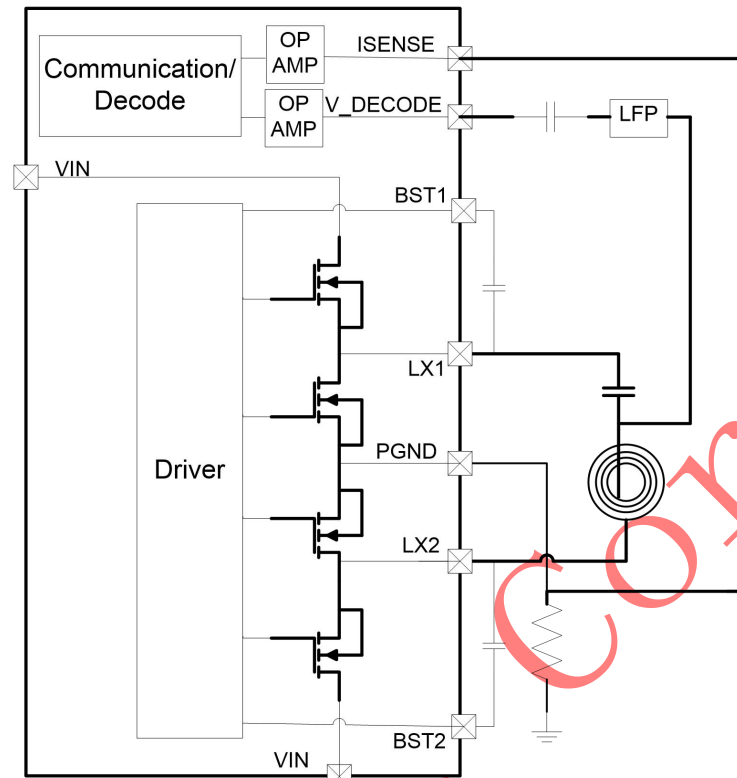 OP
AMP
ISENSE
Communication/
Decode
OP
AMP
V_DECODE
LFP
VIN
BST1
LX1
PGND
Driver
LX2
BST2
VIN
Con